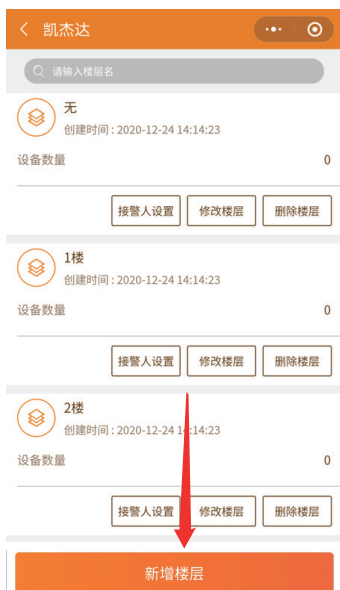 凯杰达
请输入楼层名
无
创建时间 : 2020-12-24 14:14:23
设备数量 0
接警人设置 修改楼层 删除楼层
1楼
创建时间 : 2020-12-24 14:14:23
设备数量 0
接警人设置 修改楼层 删除楼层
2楼
创建时间 : 2020-12-24 14:14:23
设备数量 0
接警人设置 修改楼层 删除楼层
新增楼层